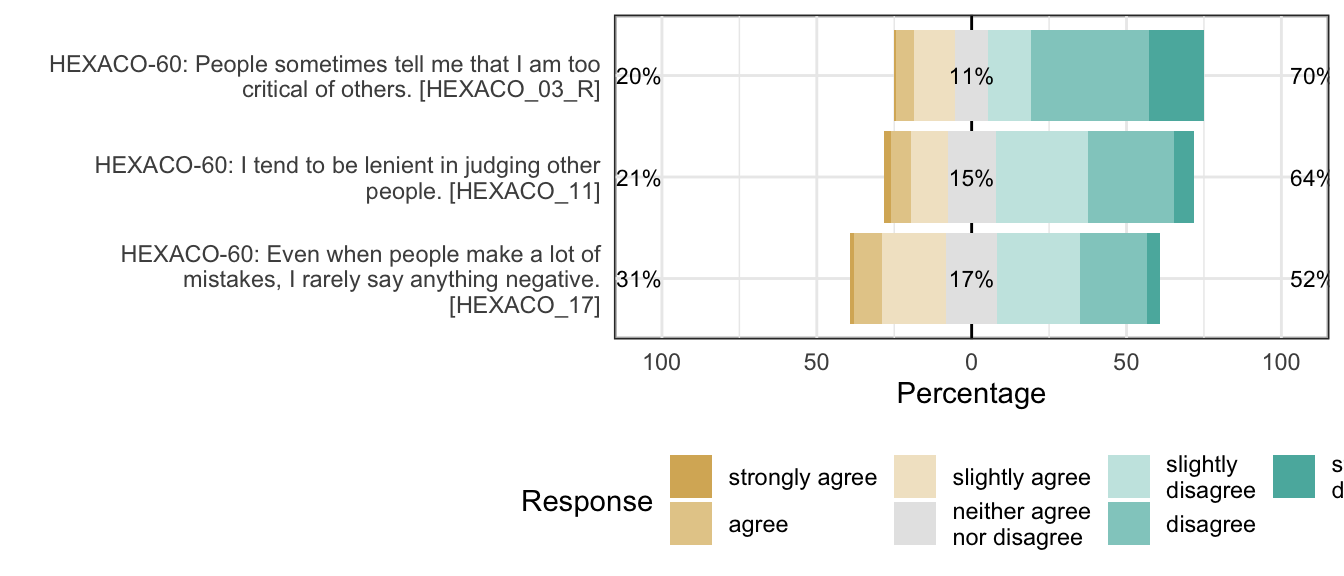 HEXACO-60: People sometimes tell me that I am too
critical of others. [HEXACO_03_R]
20%
11%
70%
HEXACO-60: I tend to be lenient in judging other
people. [HEXACO_11]
21%
15%
64%
HEXACO-60: Even when people make a lot of
mistakes, I rarely say anything negative.
[HEXACO_17]
31%
17%
52%
100
50
0
50
100
Percentage
Response
strongly agree
agree
slightly agree
neither agree
nor disagree
slightly
disagree
disagree